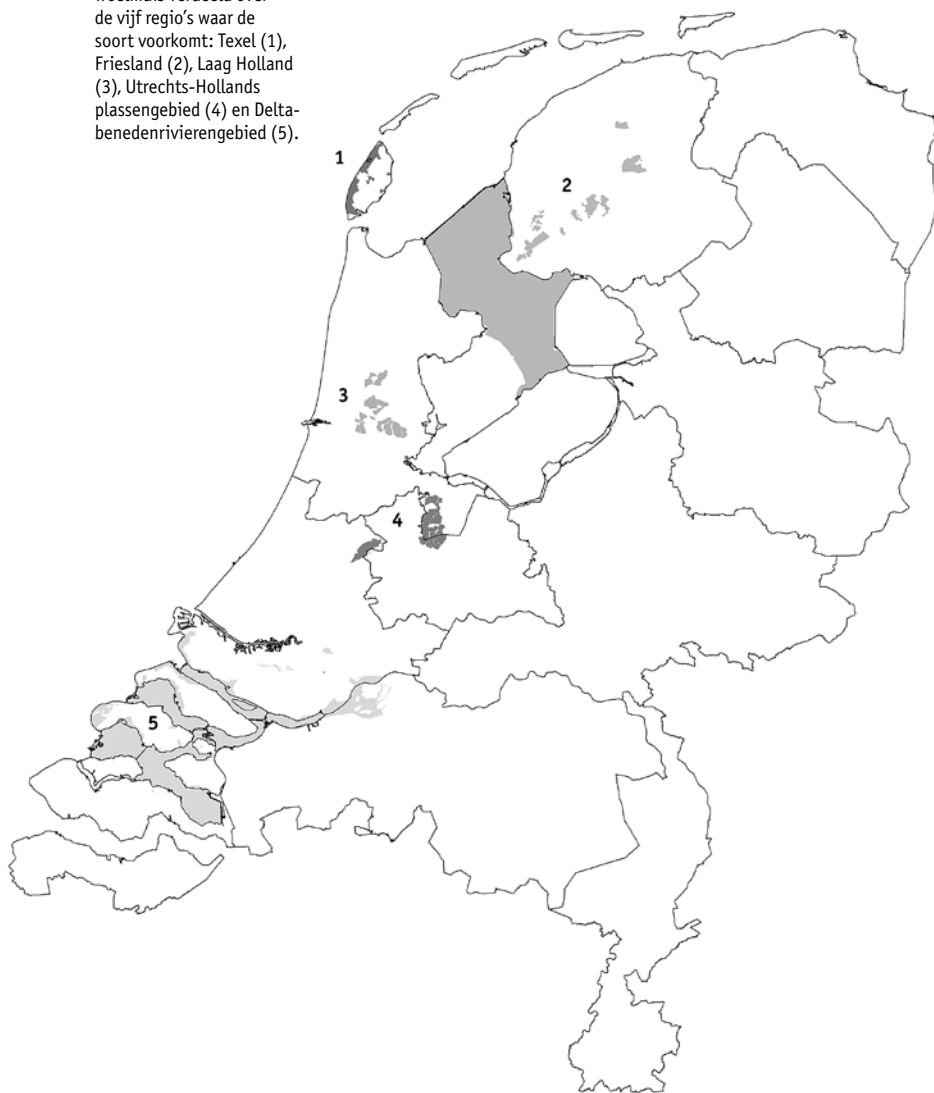 de vijf regio's waar de
soort voorkomt: Texel (1),
Friesland (2), Laag Holland
(3), Utrechts-Hollands
plassengebied (4) en Delta-
benedenrivierengebied (5).
1
2
3
4
5